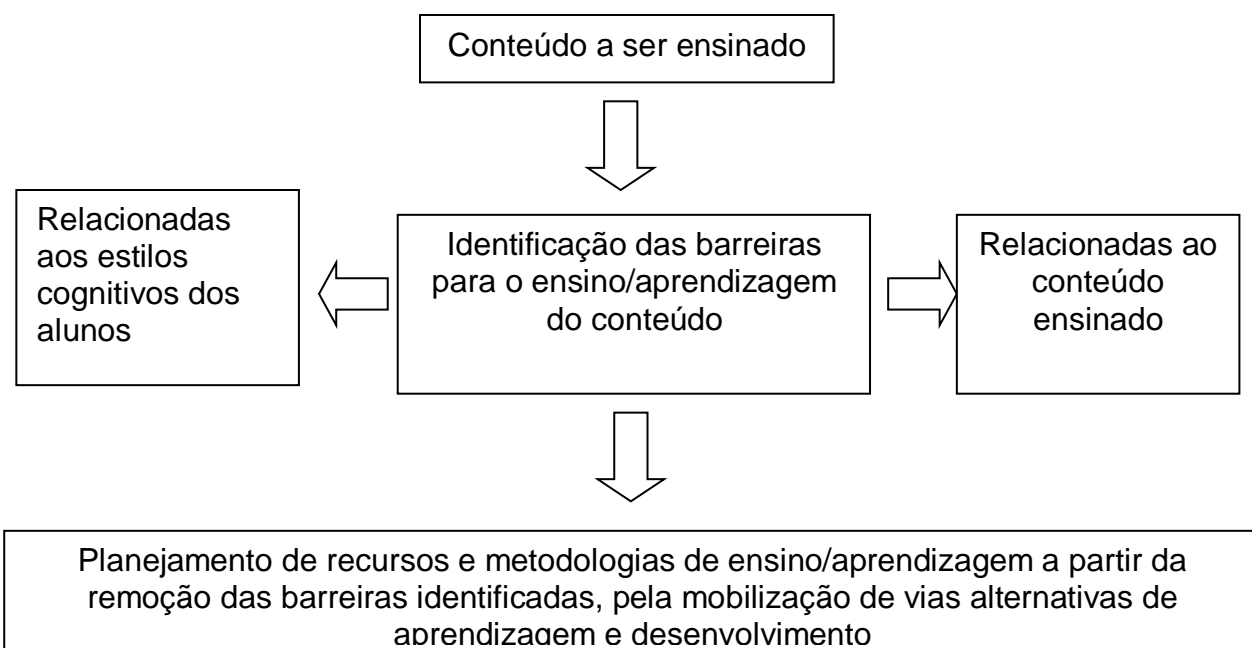 Conteúdo a ser ensinado
Relacionadas
aos estilos
cognitivos dos
alunos
Identificação das barreiras
para o ensino/aprendizagem
do conteúdo
Relacionadas ao
conteúdo
ensinado
Planejamento de recursos e metodologias de ensino/aprendizagem a partir da
remoção das barreiras identificadas, pela mobilização de vias alternativas de
aprendizagem e desenvolvimento